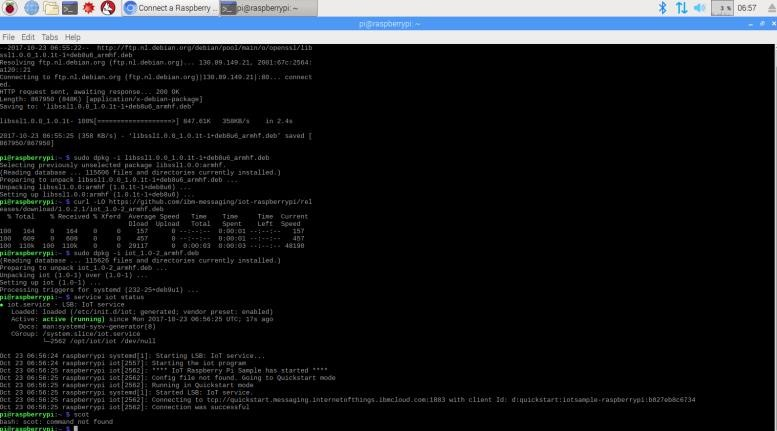 Connect a Raspberry ...
pi@raspberrypi: ~
3 %
06:57
pi@raspberrypi: ~
File Edit Tabs Help
--2017-10-23 06:55:22-- http://ftp.nl.debian.org/debian/pool/main/o/openssl/lib
ssl1.0.0_1.0.1t-1+deb8u6_armhf.deb
Resolving ftp.nl.debian.org (ftp.nl.debian.org)... 130.89.149.21, 2001:67c:2564:
a120::21
Connecting to ftp.nl.debian.org (ftp.nl.debian.org)|130.89.149.21|:80... connect
ed.
HTTP request sent, awaiting response... 200 OK
Length: 867950 (848K) [application/x-debian-package]
Saving to: 'libssl1.0.0_1.0.1t-1+deb8u6_armhf.deb'
libssl1.0.0_1.0.1t- 100%[===================>] 847.61K 358KB/s in 2.4s
2017-10-23 06:55:25 (358 KB/s) - 'libssl1.0.0_1.0.1t-1+deb8u6_armhf.deb' saved [
867950/867950]
pi@raspberrypi:~ $ sudo dpkg -i libssl1.0.0_1.0.1t-1+deb8u6_armhf.deb
Selecting previously unselected package libssl1.0.0:armhf.
(Reading database ... 115606 files and directories currently installed.)
Preparing to unpack libssl1.0.0_1.0.1t-1+deb8u6_armhf.deb ...
Unpacking libssl1.0.0:armhf (1.0.1t-1+deb8u6) ...
Setting up libssl1.0.0:armhf (1.0.1t-1+deb8u6) ...
pi@raspberrypi:~ $ curl -LO https://github.com/ibm-messaging/iot-raspberrypi/rel
eases/download/1.0.2.1/iot_1.0-2_armhf.deb
% Total % Received % Xferd Average Speed Time Time Time Current
Dload Upload Total Spent Left Speed
100 164 0 164 0 0 157 0 --:--:-- 0:00:01 --:--:-- 157
100 609 0 609 0 0 457 0 --:--:-- 0:00:01 --:--:-- 457
100 110k 100 110k 0 0 29117 0 0:00:03 0:00:03 --:--:-- 48198
pi@raspberrypi:~ $ sudo dpkg -i iot_1.0-2_armhf.deb
(Reading database ... 115626 files and directories currently installed.)
Preparing to unpack iot_1.0-2_armhf.deb ...
Unpacking iot (1.0-1) over (1.0-1) ...
Setting up iot (1.0-1) ...
Processing triggers for systemd (232-25+deb9u1) ...
pi@raspberrypi:~ $ service iot status
● iot.service - LSB: IoT service
Loaded: loaded (/etc/init.d/iot; generated; vendor preset: enabled)
Active: active (running) since Mon 2017-10-23 06:56:25 UTC; 17s ago
Docs: man:systemd-sysv-generator(8)
CGroup: /system.slice/iot.service
└─2562 /opt/iot/iot /dev/null
Oct 23 06:56:24 raspberrypi systemd[1]: Starting LSB: IoT service...
Oct 23 06:56:25 raspberrypi iot[2557]: Starting the iot program
Oct 23 06:56:25 raspberrypi iot[2562]: **** IoT Raspberry Pi Sample has started ****
Oct 23 06:56:25 raspberrypi iot[2562]: Config file not found. Going to Quickstart mode
Oct 23 06:56:25 raspberrypi iot[2562]: Running in Quickstart mode
Oct 23 06:56:25 raspberrypi systemd[1]: Started LSB: IoT service.
Oct 23 06:56:25 raspberrypi iot[2562]: Connecting to tcp://quickstart.messaging.internetofthings.ibmcloud.com:1883 with client Id: d:quickstart:iotsample-raspberrypi:b827eb8c6734
Oct 23 06:56:25 raspberrypi iot[2562]: Connection was successful
pi@raspberrypi:~ $ scot
bash: scot: command not found
pi@raspberrypi:~ $